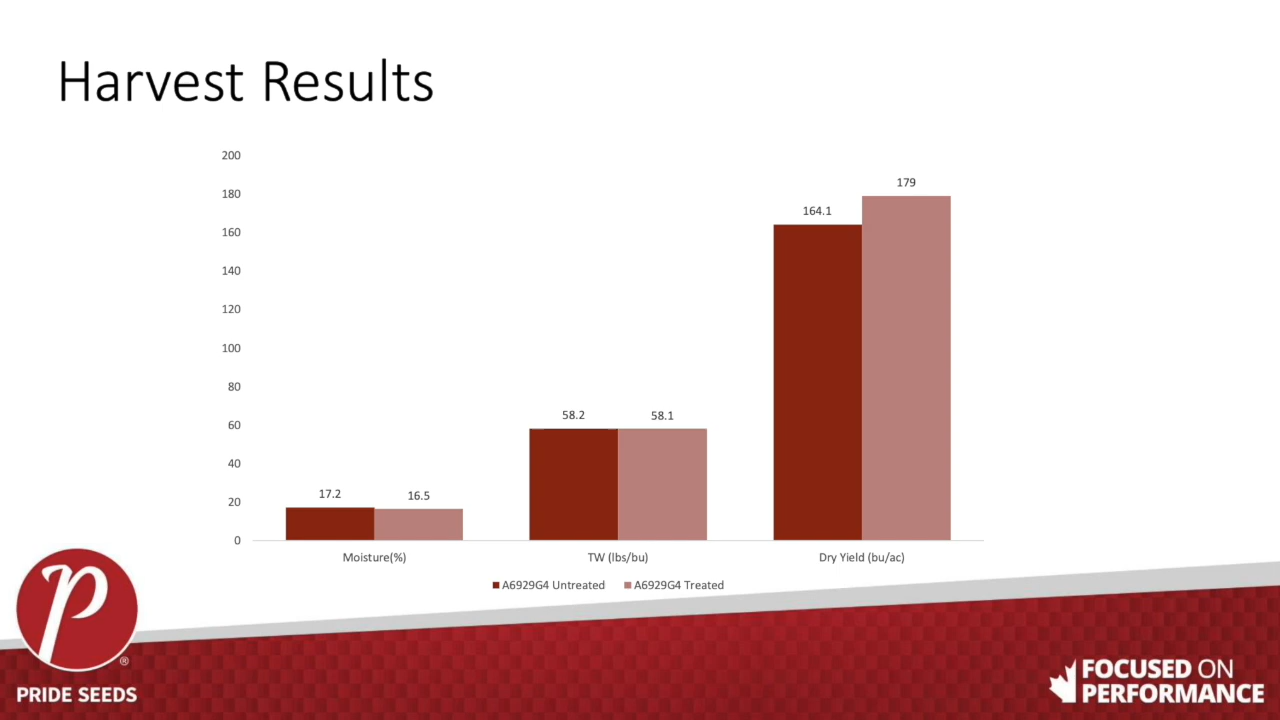 Harvest Results
200
180
160
140
120
100
80
60
40
20
0
17.2
16.5
58.2
58.1
164.1
179
Moisture(%)
TW (lbs/bu)
Dry Yield (bu/ac)
A6929G4 Untreated
A6929G4 Treated
P
®
PRIDE SEEDS
FOCUSED ON
PERFORMANCE